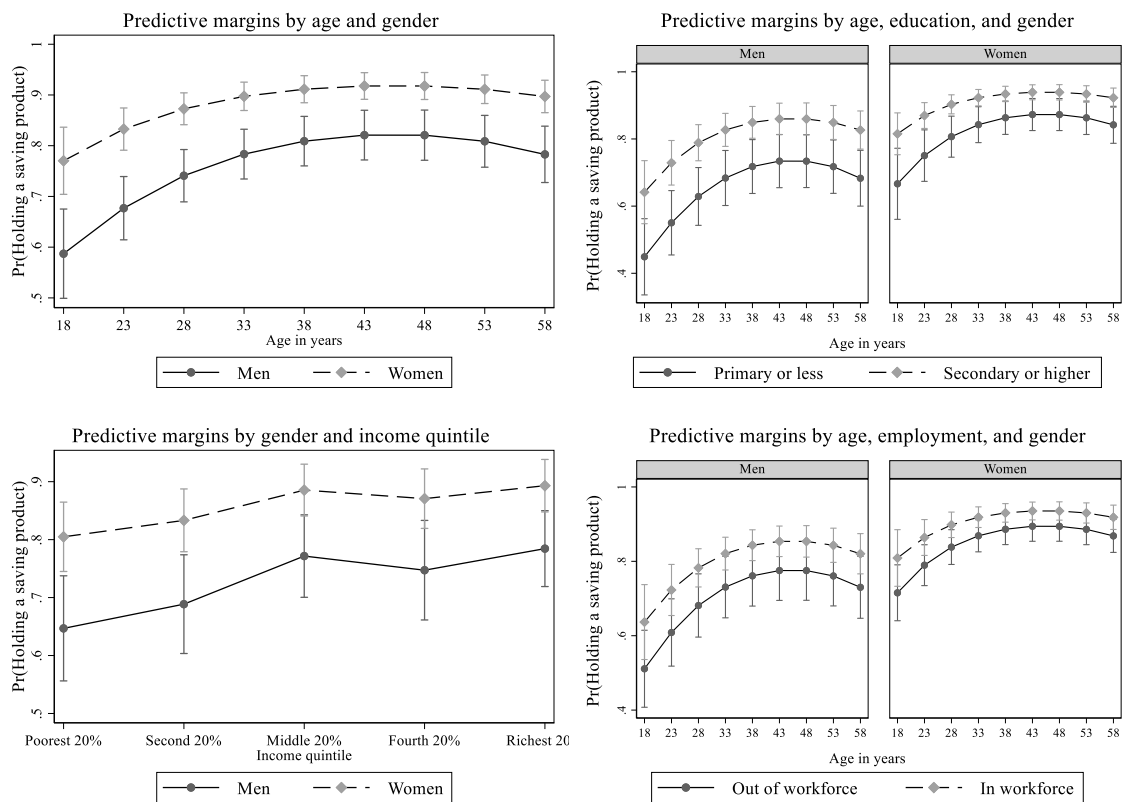 Predictive margins by age and gender
Pr(Holding a saving product)
1
.9
.8
.7
.6
.5
18 23 28 33 38 43 48 53 58
Age in years
Men Women
Predictive margins by age, education, and gender
Men Women
Pr(Holding a saving product)
1
.8
.6
.4
18 23 28 33 38 43 48 53 58 18 23 28 33 38 43 48 53 58
Age in years
Primary or less Secondary or higher
Predictive margins by gender and income quintile
Pr(Holding a saving product)
.9
.8
.7
.6
.5
Poorest 20% Second 20% Middle 20% Fourth 20% Richest 20
Income quintile
Men Women
Predictive margins by age, employment, and gender
Men Women
Pr(Holding a saving product)
1
.8
.6
.4
18 23 28 33 38 43 48 53 58 18 23 28 33 38 43 48 53 58
Age in years
Out of workforce In workforce